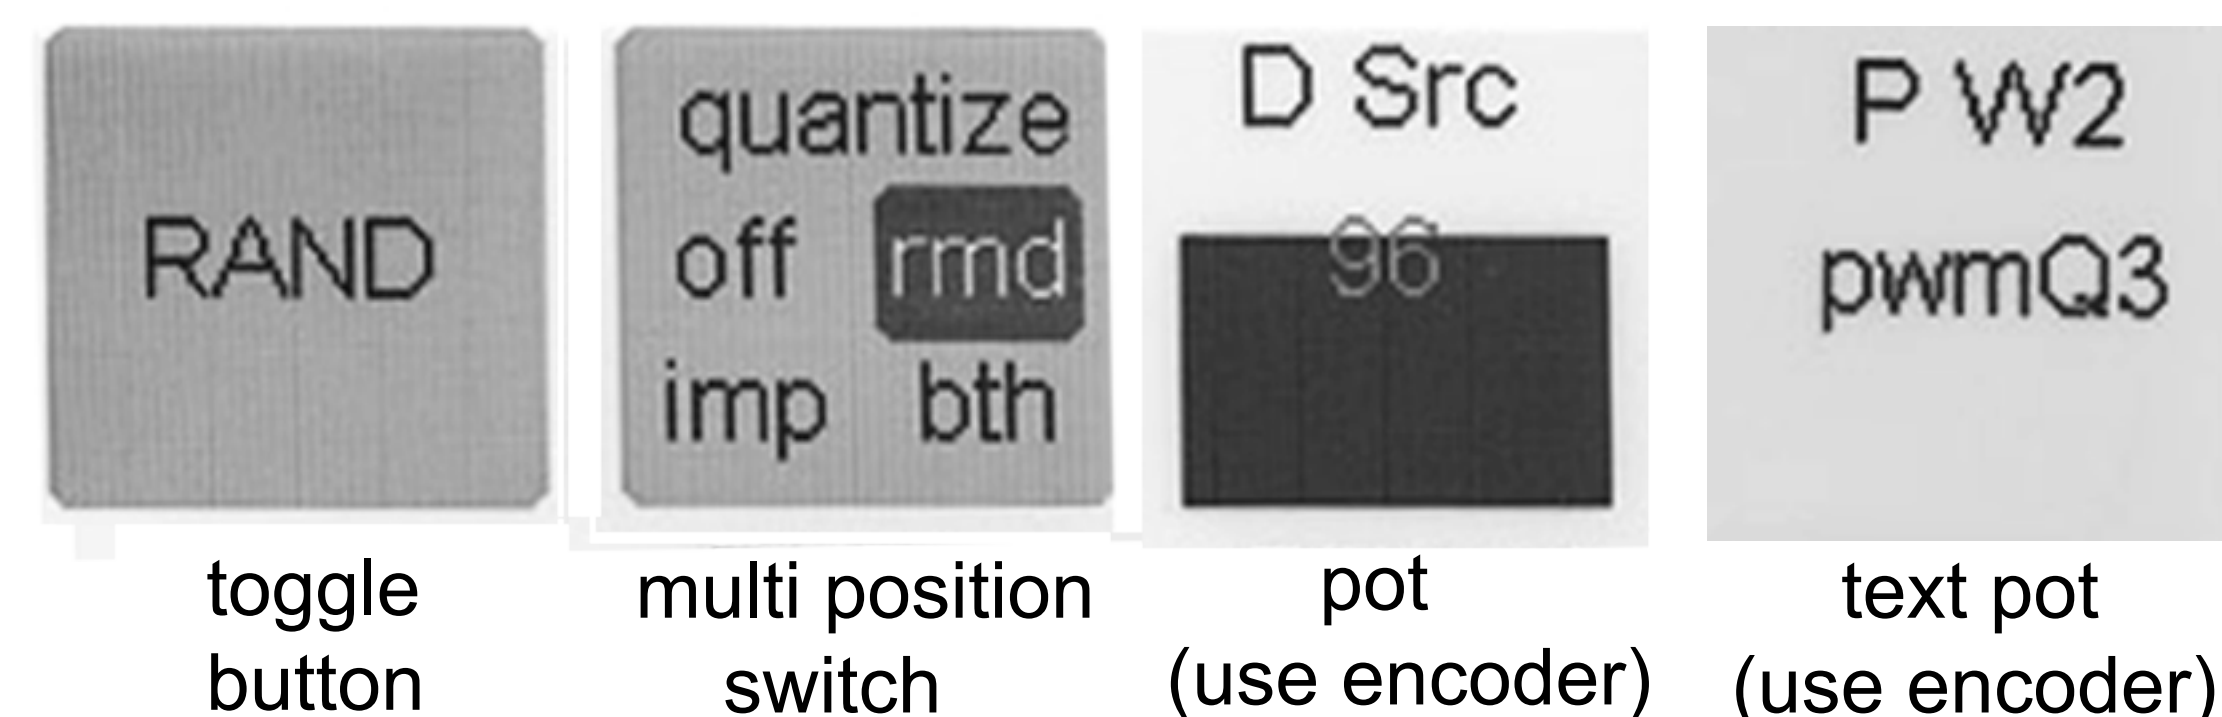 RAND
quantize
off rmd
imp bth
D Src
96
P W2
pwmQ3
toggle
button
multi position
switch
pot
(use encoder)
text pot
(use encoder)